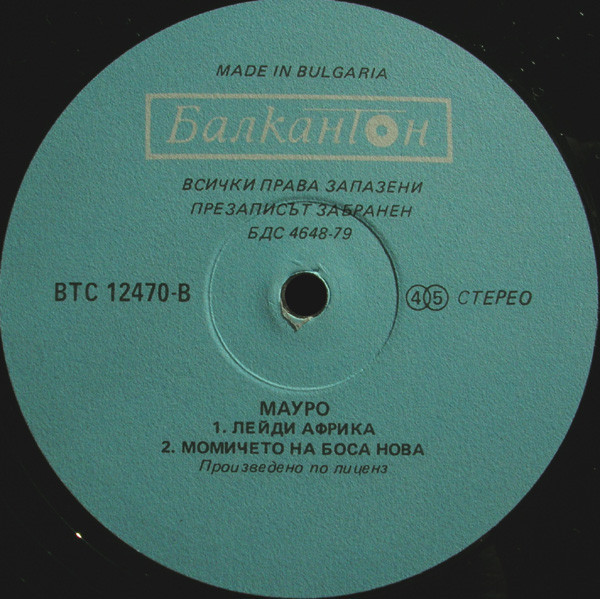 MADE IN BULGARIA
Балкантон
ВСИЧКИ ПРАВА ЗАПАЗЕНИ
ПРЕЗАПИСЪТ ЗАБРАНЕН
БДС 4648-79
ВТС 12470-В
45 СТЕРЕО
МАУРО
1. ЛЕЙДИ АФРИКА
2. МОМИЧЕТО НА БОСА НОВА
Произведено по лиценз